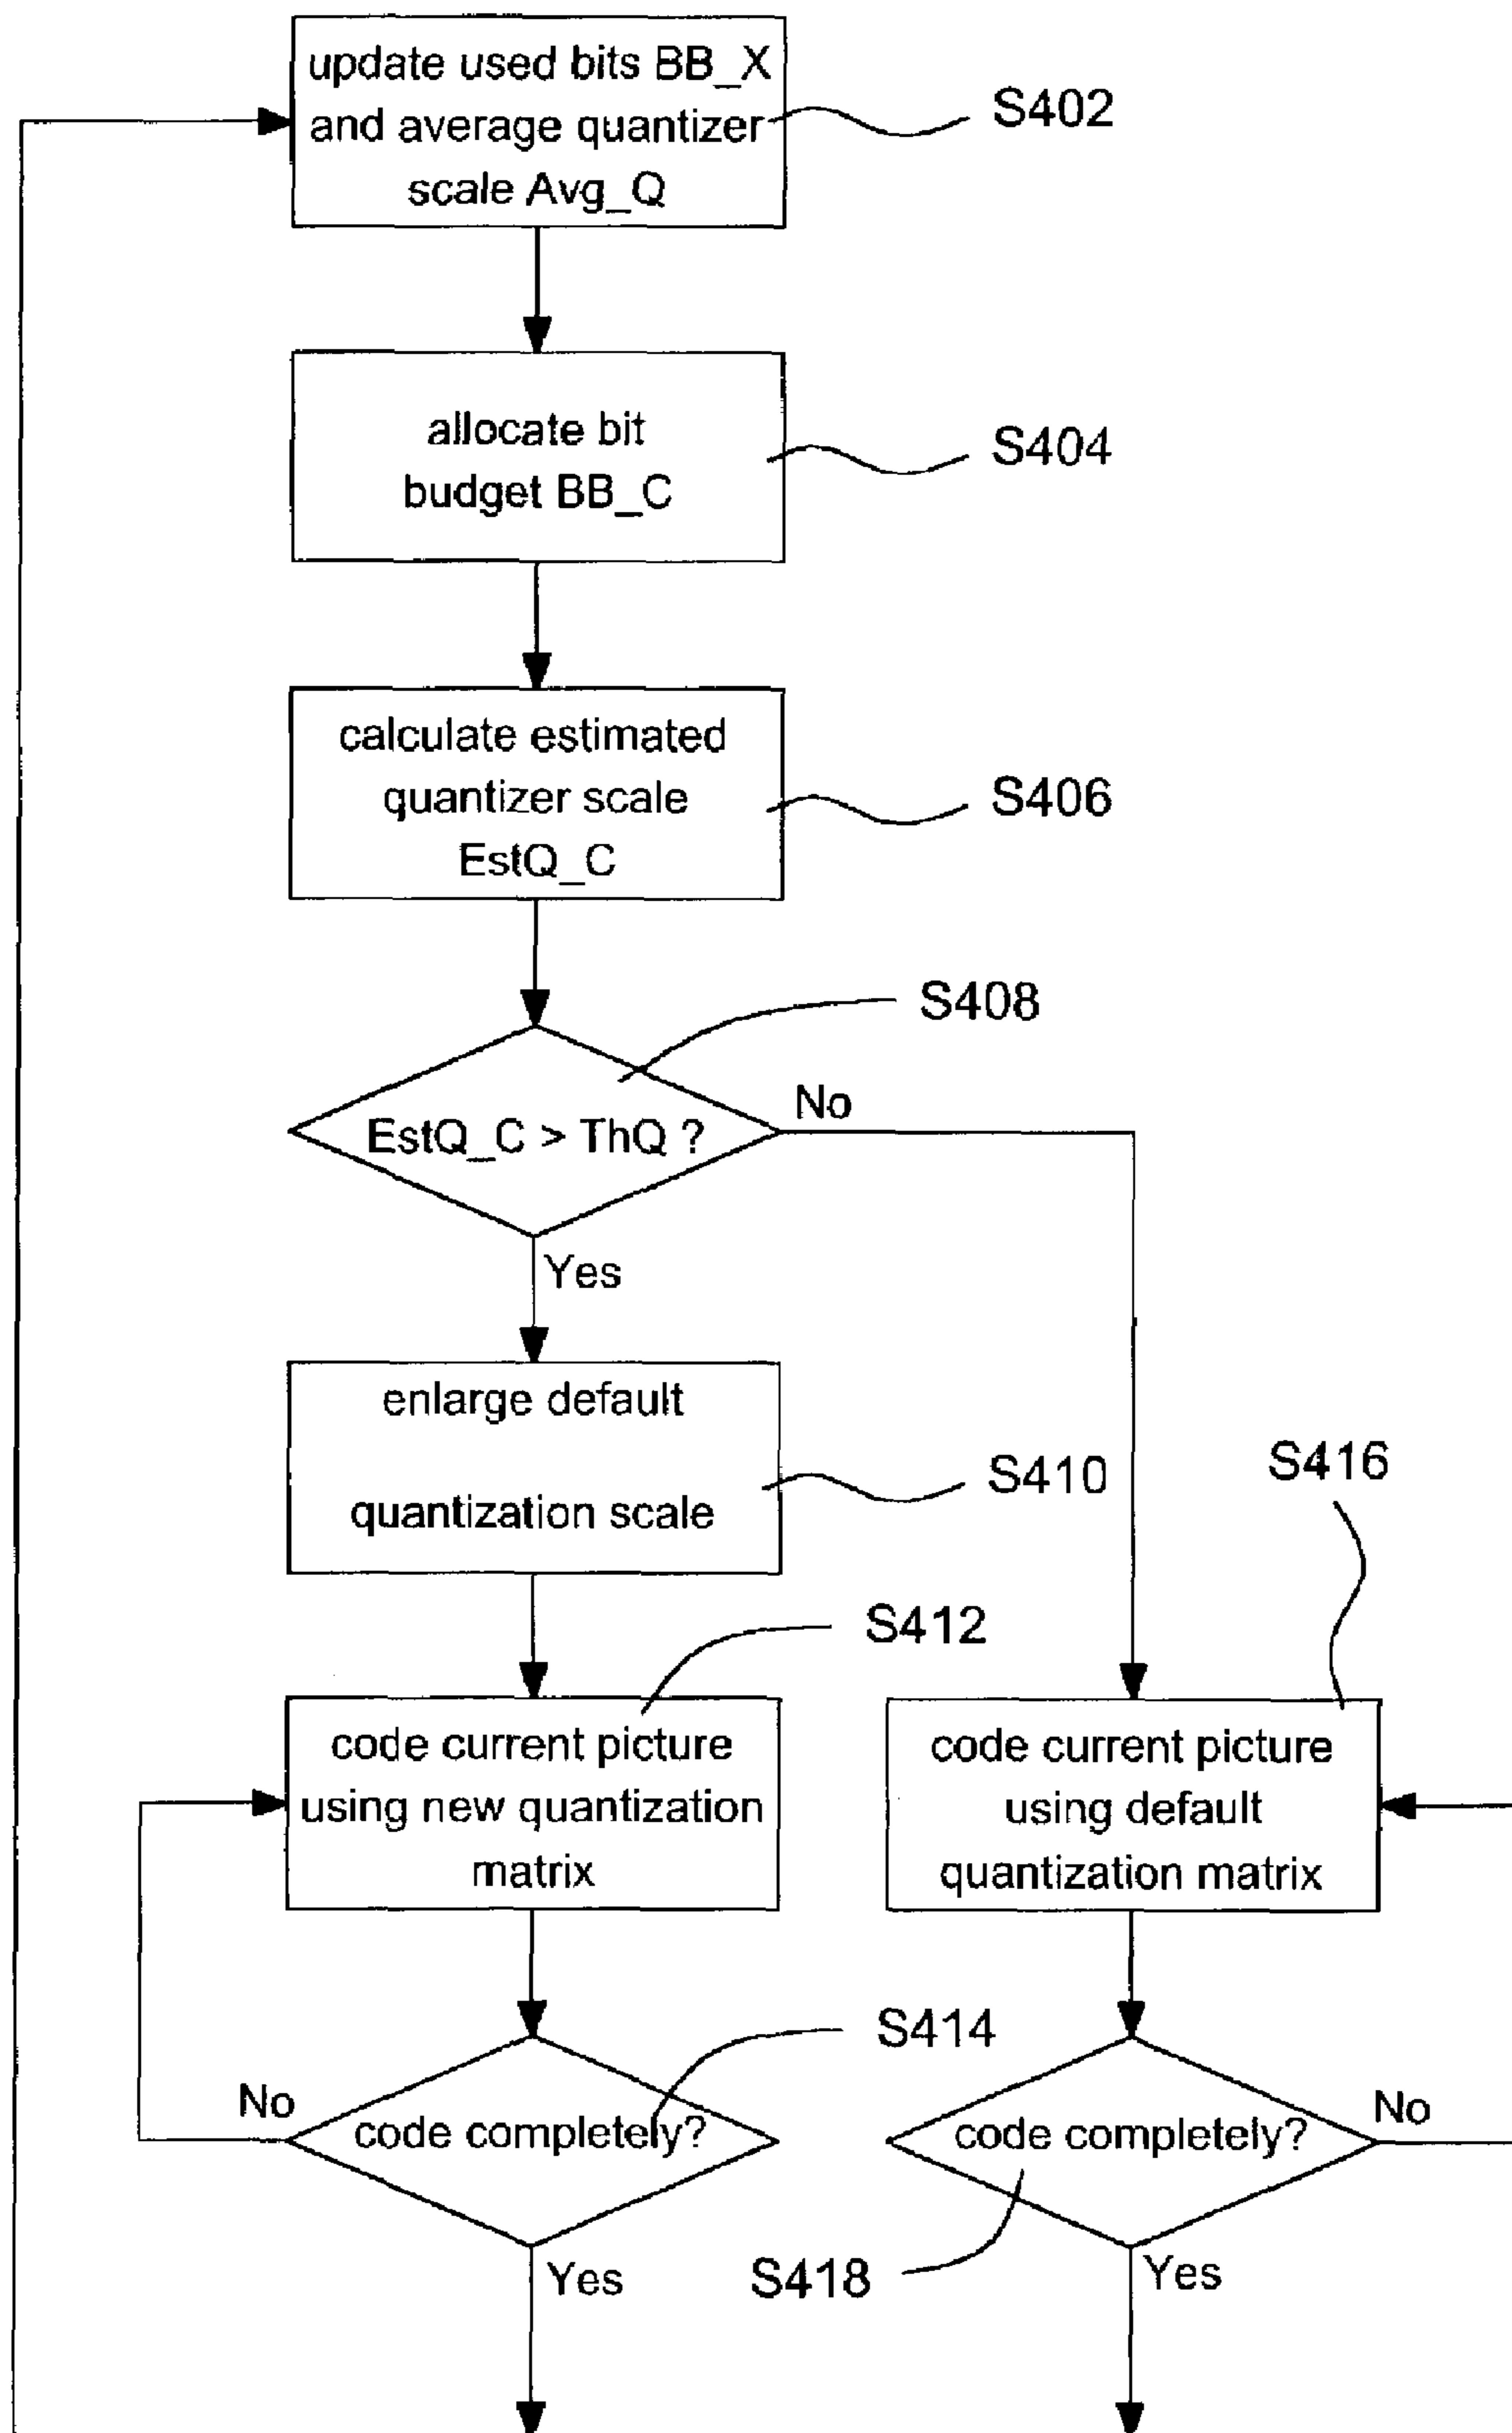 update used bits BB_X
and average quantizer
scale Avg_Q
S402
allocate bit
budget BB_C
S404
calculate estimated
quantizer scale
EstQ_C
S406
S408
EstQ_C > ThQ ?
No
Yes
enlarge default
quantization scale
S410
S416
S412
code current picture
using new quantization
matrix
code current picture
using default
quantization matrix
S414
No
code completely?
code completely?
No
Yes
S418
Yes